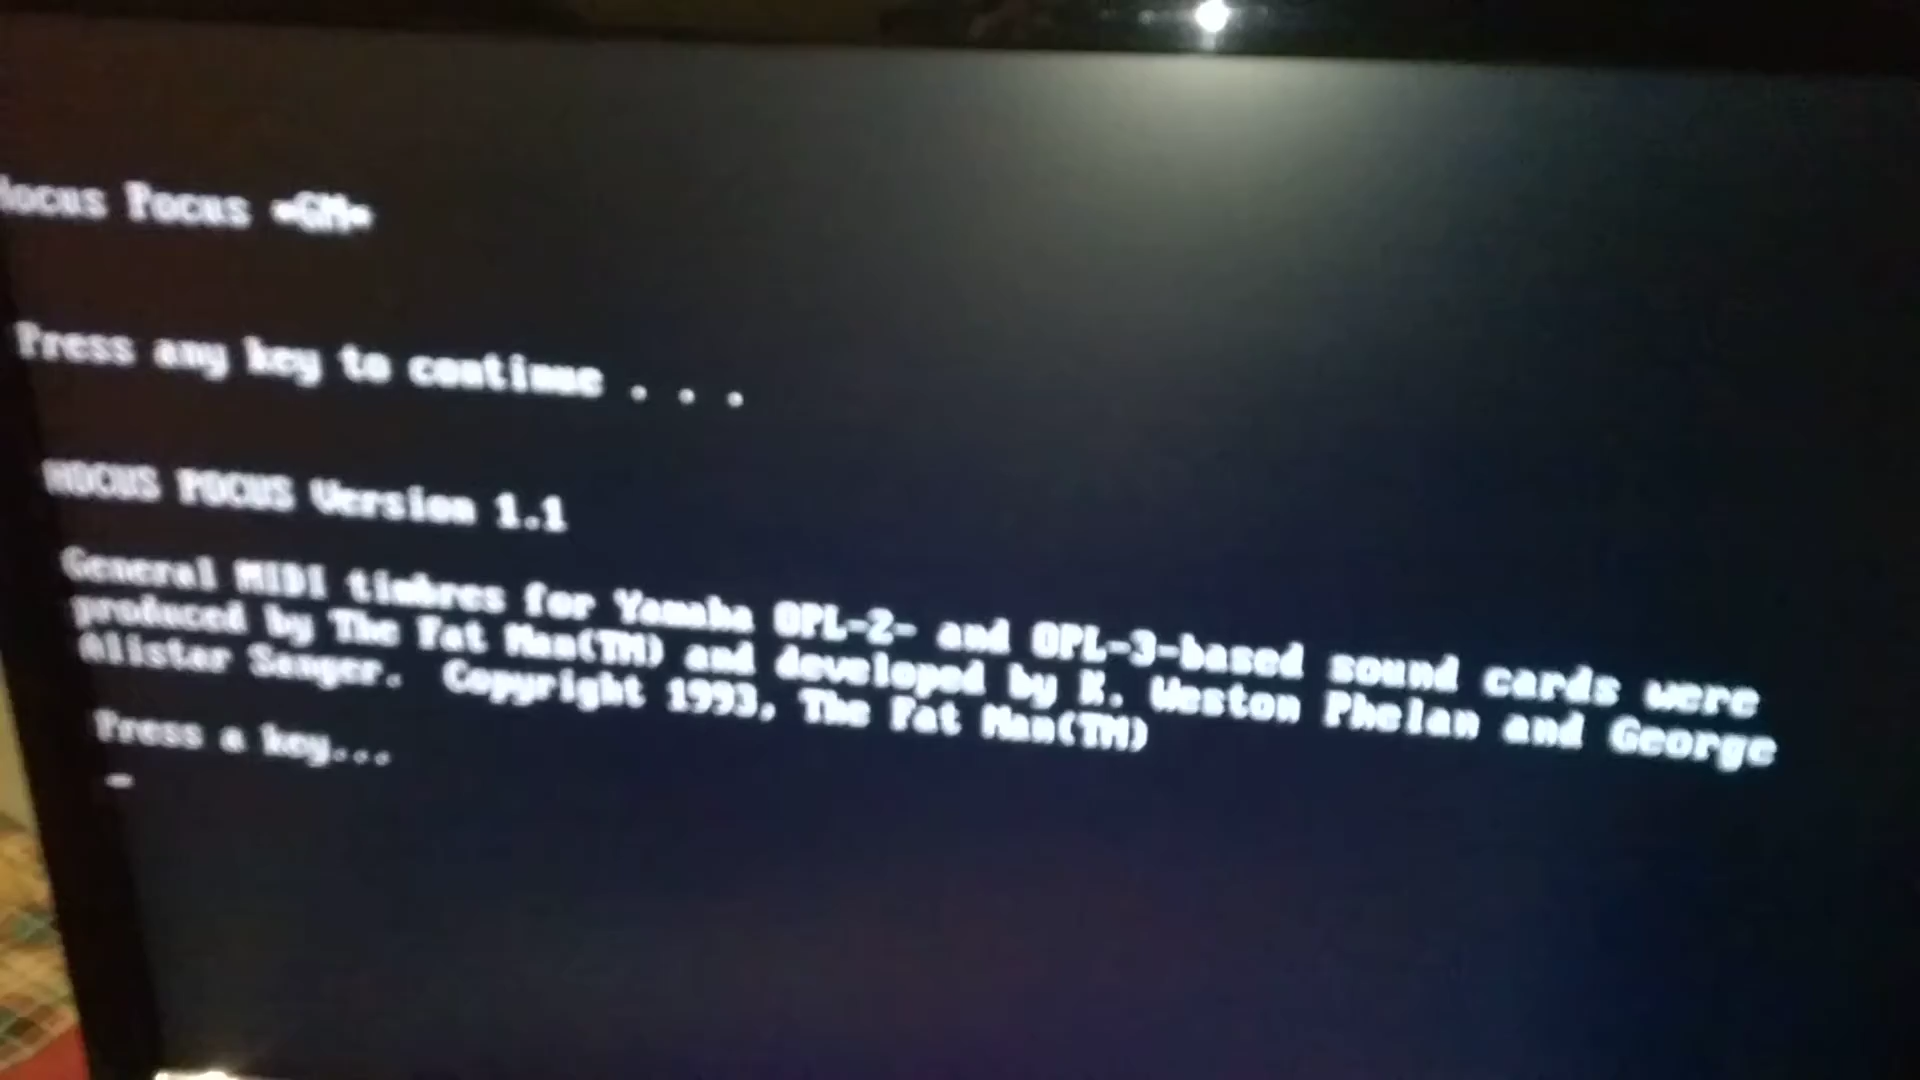 Hocus Pocus =GM=
Press any key to continue . . .
HOCUS POCUS Version 1.1
General MIDI timbres for Yamaha OPL-2- and OPL-3-based sound cards were
produced by The Fat Man(TM) and developed by K. Weston Phelan and George
Alistar Sanger. Copyright 1993, The Fat Man(TM)
Press a key...